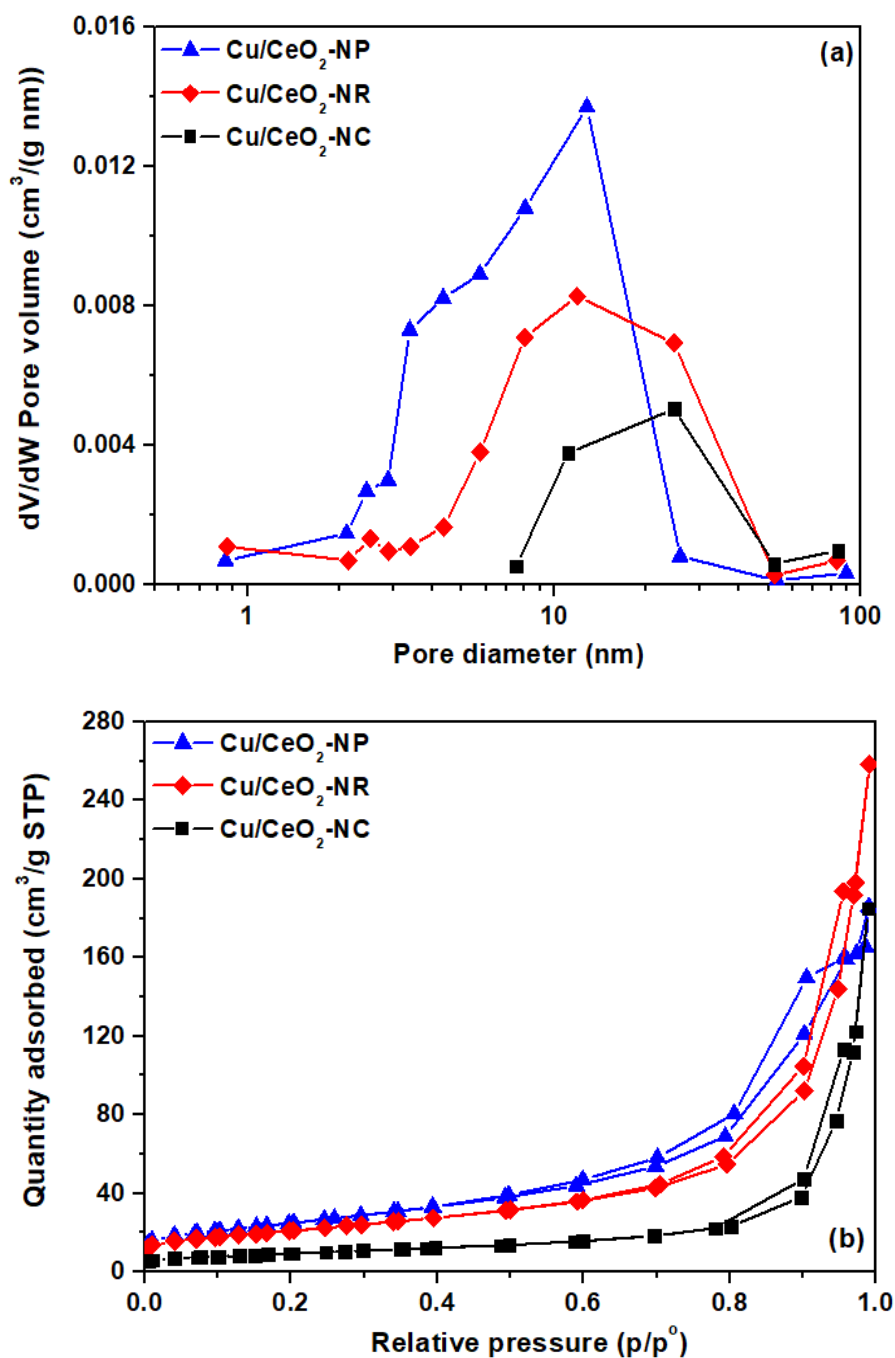 (a)
Cu/CeO₂-NP
Cu/CeO₂-NR
Cu/CeO₂-NC
dV/dW Pore volume (cm³/(g nm))
0.016
0.012
0.008
0.004
0.000
1 10 100
Pore diameter (nm)
Cu/CeO₂-NP
Cu/CeO₂-NR
Cu/CeO₂-NC
Quantity adsorbed (cm³/g STP)
280
240
200
160
120
80
40
0
(b)
0.0 0.2 0.4 0.6 0.8 1.0
Relative pressure (p/p°)